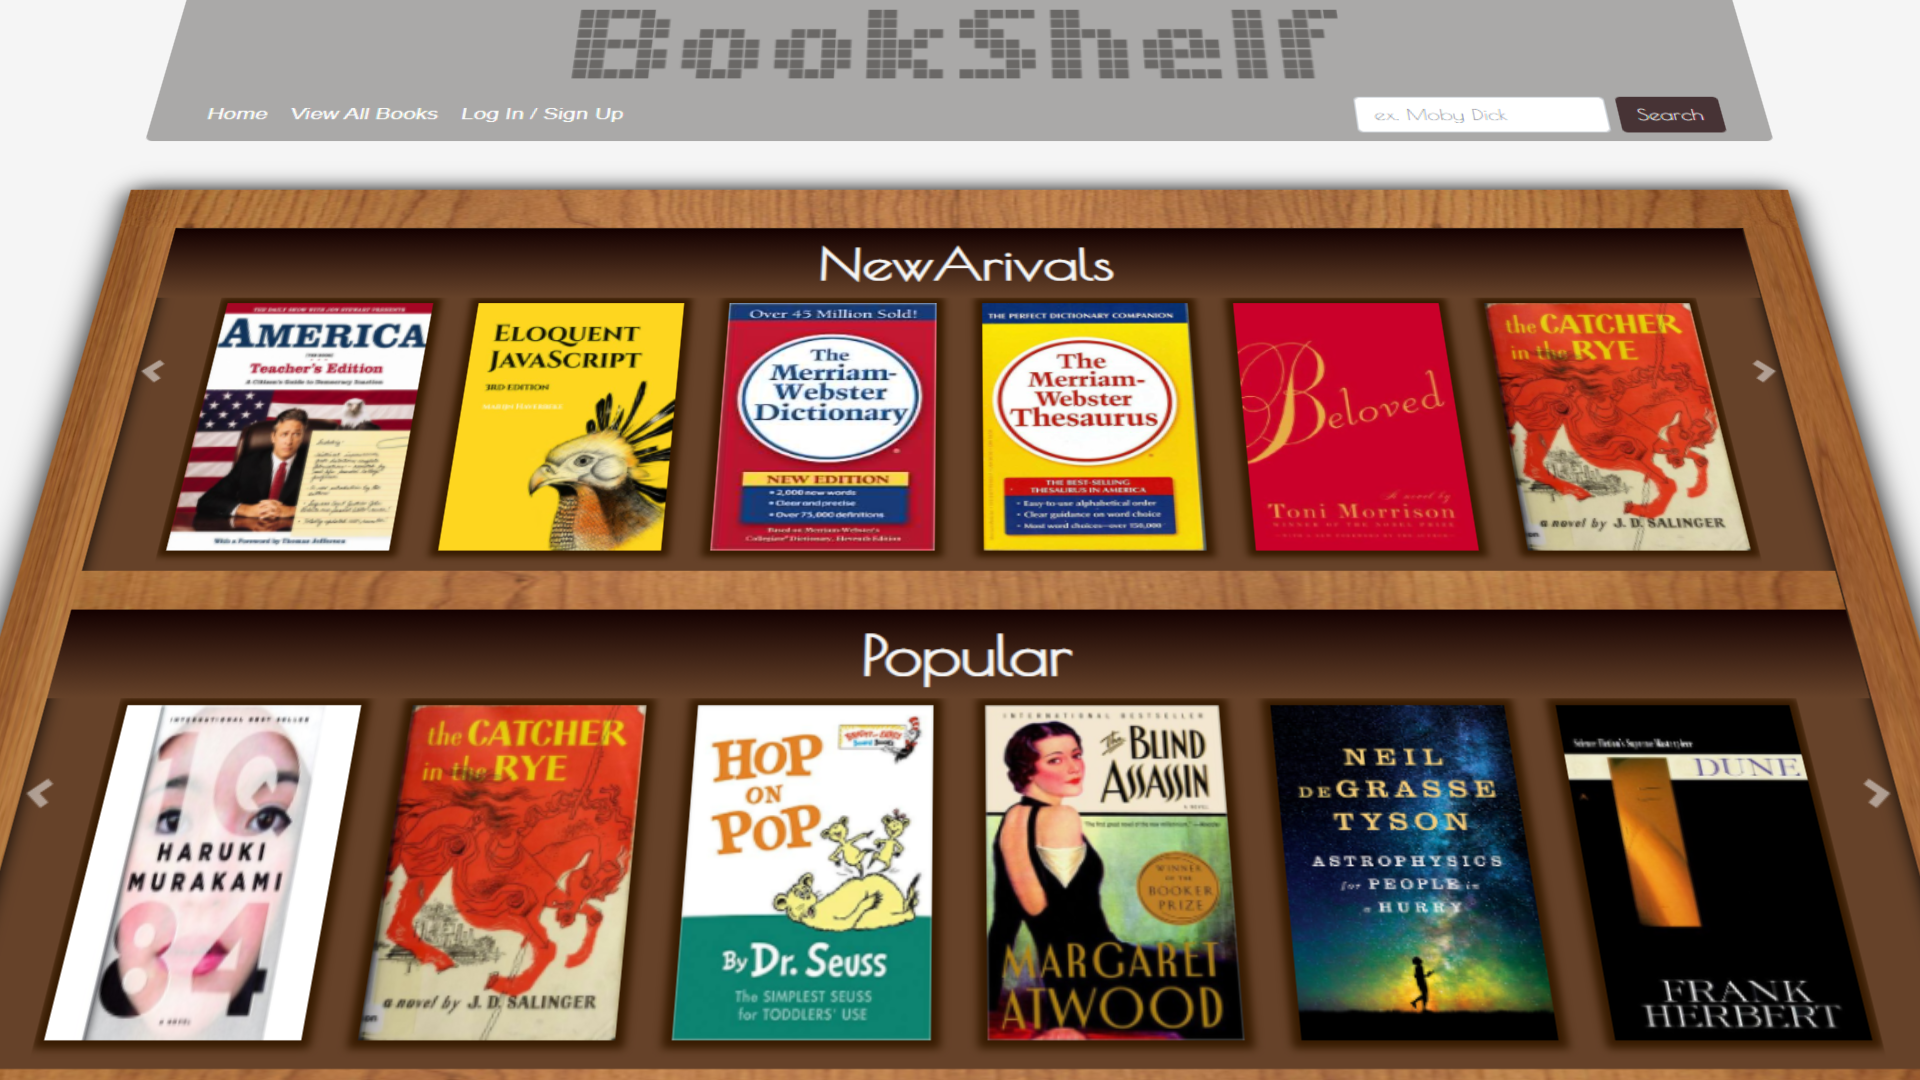 BookShelf
Home View All Books Log In / Sign Up
ex. Moby Dick
Search
NewArivals
THE DAILY SHOW WITH JON STEWART PRESENTS
AMERICA
(THE BOOK)
Teacher's Edition
A Citizen's Guide to Democracy Inaction
With a Foreword by Thomas Jefferson
ELOQUENT
JAVASCRIPT
3RD EDITION
MARIJN HAVERBEKE
Over 45 Million Sold!
The
Merriam-
Webster
Dictionary
NEW EDITION
• 2,000 new words
• Clear and precise
• Over 75,000 definitions
Based on Merriam-Webster's
Collegiate® Dictionary, Eleventh Edition
THE PERFECT DICTIONARY COMPANION
The
Merriam-
Webster
Thesaurus
THE BEST-SELLING
THESAURUS IN AMERICA
• Easy-to-use alphabetical order
• Clear guidance on word choice
• Most word choices—over 150,000
Beloved
A novel by
Toni Morrison
WINNER OF THE NOBEL PRIZE
the CATCHER
in the RYE
a novel by J. D. SALINGER
Popular
INTERNATIONAL BEST SELLER
1Q
HARUKI
MURAKAMI
84
A NOVEL
the CATCHER
in the RYE
a novel by J. D. SALINGER
HOP
ON
POP
By Dr. Seuss
The SIMPLEST SEUSS
for TODDLERS' USE
INTERNATIONAL BESTSELLER
The BLIND
ASSASSIN
A NOVEL
WINNER
OF THE
BOOKER
PRIZE
MARGARET
ATWOOD
NEIL
DEGRASSE
TYSON
ASTROPHYSICS
for PEOPLE in
a HURRY
Science Fiction's Supreme Masterpiece
DUNE
FRANK
HERBERT